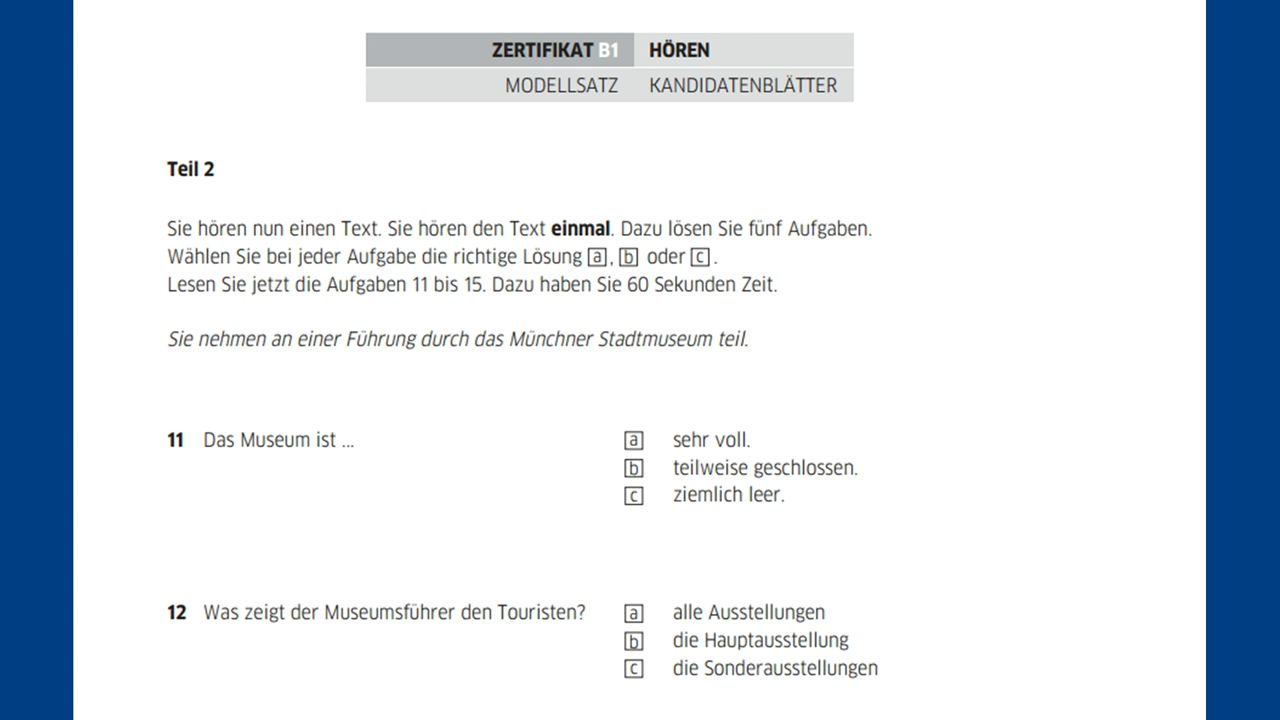 ZERTIFIKAT B1 HÖREN
MODELLSATZ KANDIDATENBLÄTTER
Teil 2
Sie hören nun einen Text. Sie hören den Text einmal. Dazu lösen Sie fünf Aufgaben.
Wählen Sie bei jeder Aufgabe die richtige Lösung a, b oder c.
Lesen Sie jetzt die Aufgaben 11 bis 15. Dazu haben Sie 60 Sekunden Zeit.
Sie nehmen an einer Führung durch das Münchner Stadtmuseum teil.
11 Das Museum ist ... a sehr voll.
b teilweise geschlossen.
c ziemlich leer.
12 Was zeigt der Museumsführer den Touristen? a alle Ausstellungen
b die Hauptausstellung
c die Sonderausstellungen